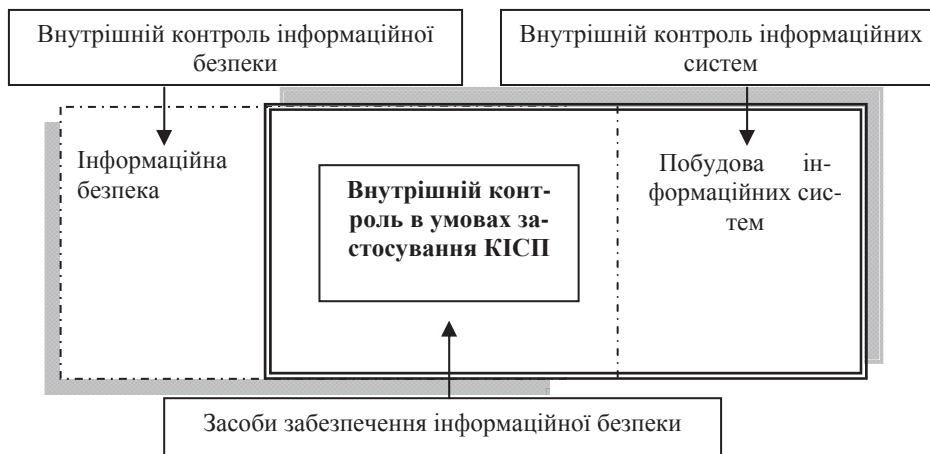 Внутрішній контроль інформаційної
безпеки
Внутрішній контроль інформаційних
систем
Інформаційна
безпека
Внутрішній конт-
роль в умовах за-
стосування КІСП
Побудова ін-
формаційних сис-
тем
Засоби забезпечення інформаційної безпеки